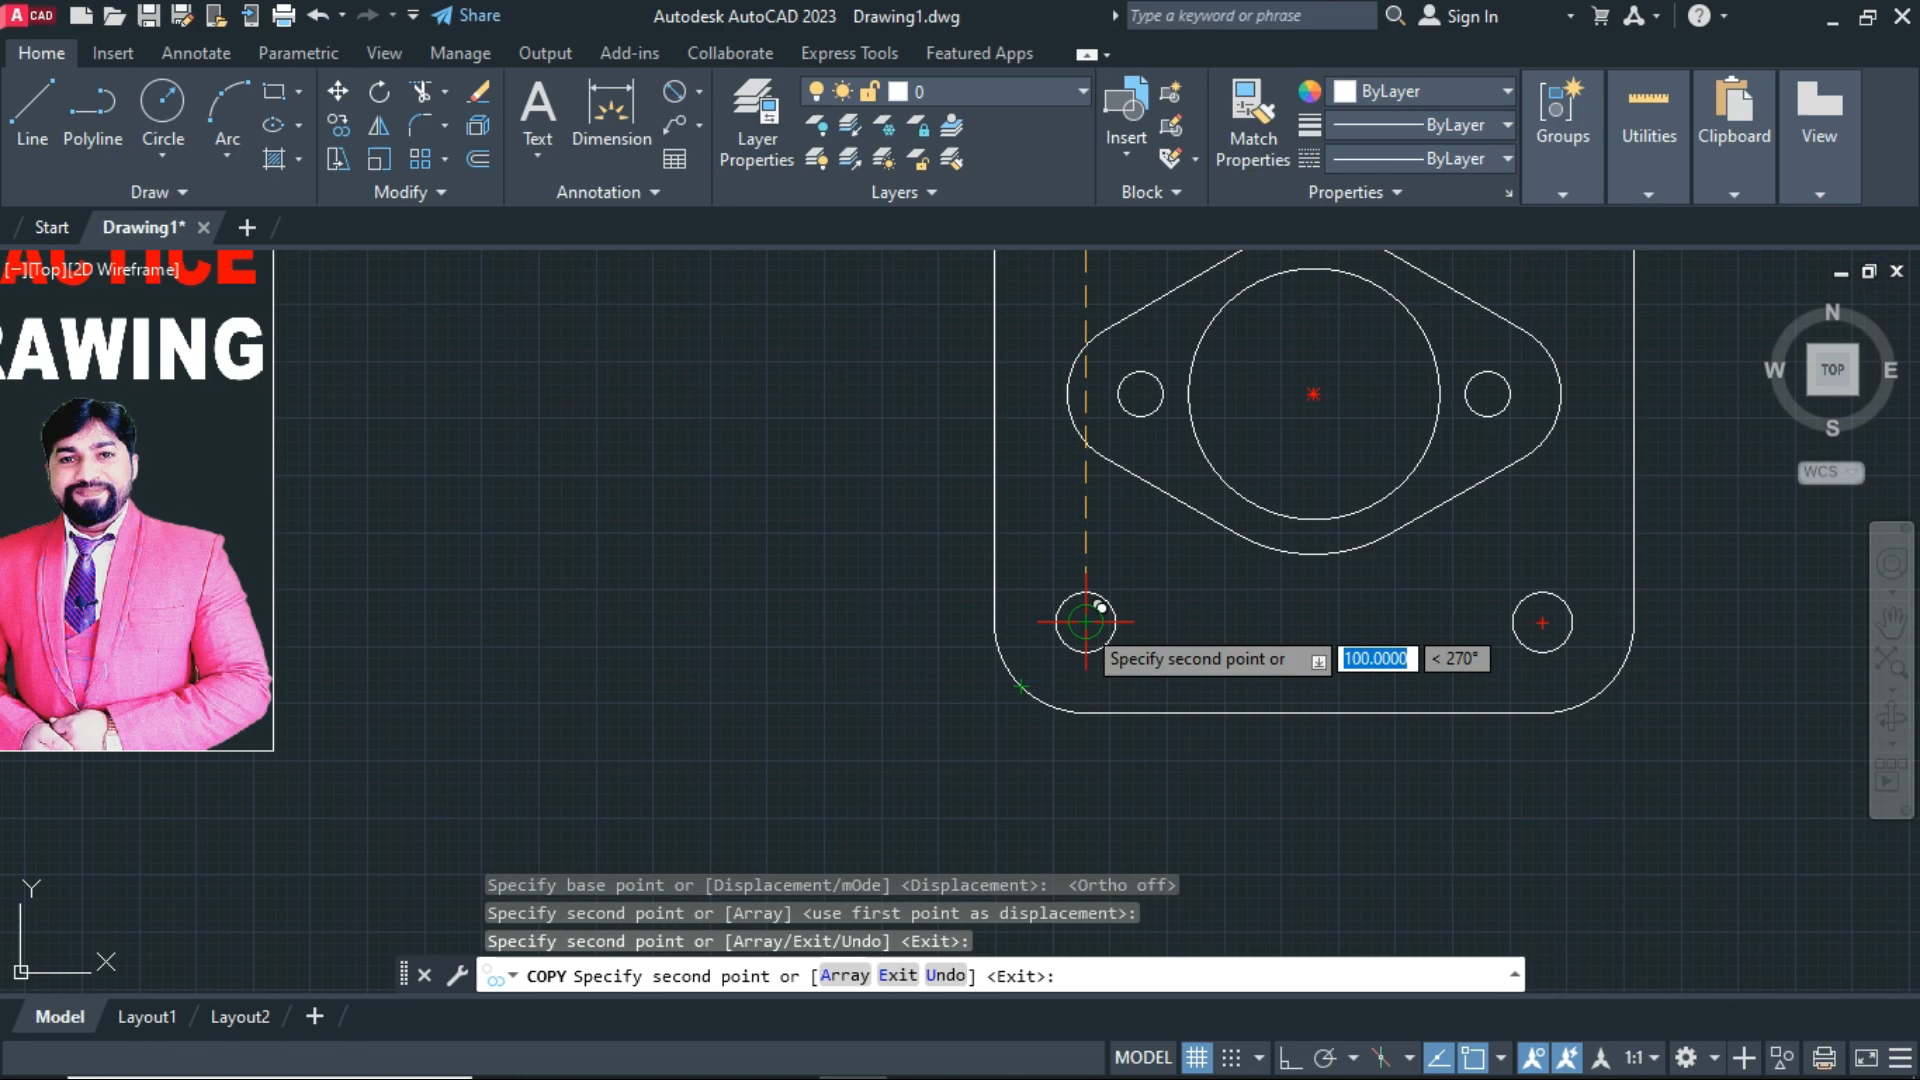 A CAD
Share
Autodesk AutoCAD 2023 Drawing1.dwg
Type a keyword or phrase
Sign In
Home Insert Annotate Parametric View Manage Output Add-ins Collaborate Express Tools Featured Apps
0
ByLayer
ByLayer
ByLayer
Line Polyline Circle Arc
Text Dimension
Layer Properties
Insert
Match Properties
Groups Utilities Clipboard View
Draw Modify Annotation Layers Block Properties
Start Drawing1* +
[−][Top][2D Wireframe]
ACTICE
RAWING
N
W TOP E
S
WCS
Specify second point or 100.0000 < 270°
Y
X
Specify base point or [Displacement/mOde] <Displacement>: <Ortho off>
Specify second point or [Array] <use first point as displacement>:
Specify second point or [Array/Exit/Undo] <Exit>:
COPY Specify second point or [Array Exit Undo] <Exit>:
Model Layout1 Layout2 +
MODEL 1:1